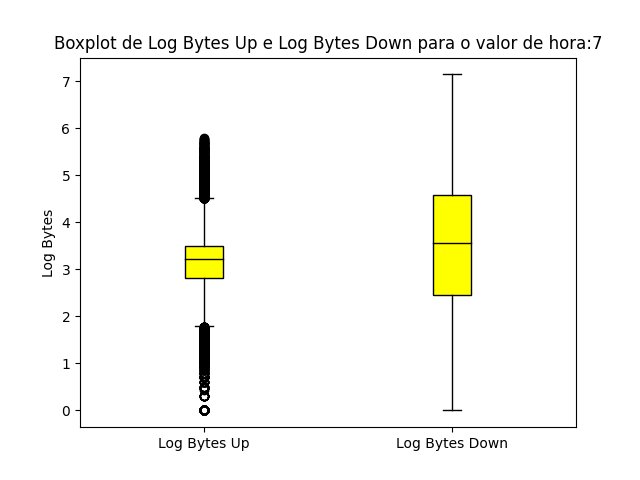 Boxplot de Log Bytes Up e Log Bytes Down para o valor de hora:7
7
6
5
4
3
2
1
0
Log Bytes
Log Bytes Up
Log Bytes Down